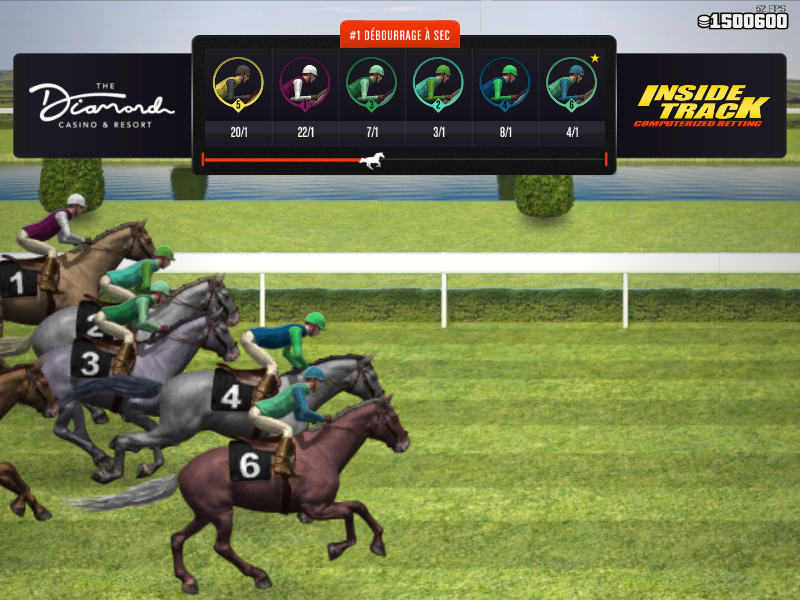 52 FPS
1500600
#1 DÉBOURRAGE À SEC
THE
Diamond
CASINO & RESORT
5 1 3 2 4 6
20/1 22/1 7/1 3/1 8/1 4/1
INSIDE
TRACK
COMPUTERIZED BETTING
1
2
3
4
6